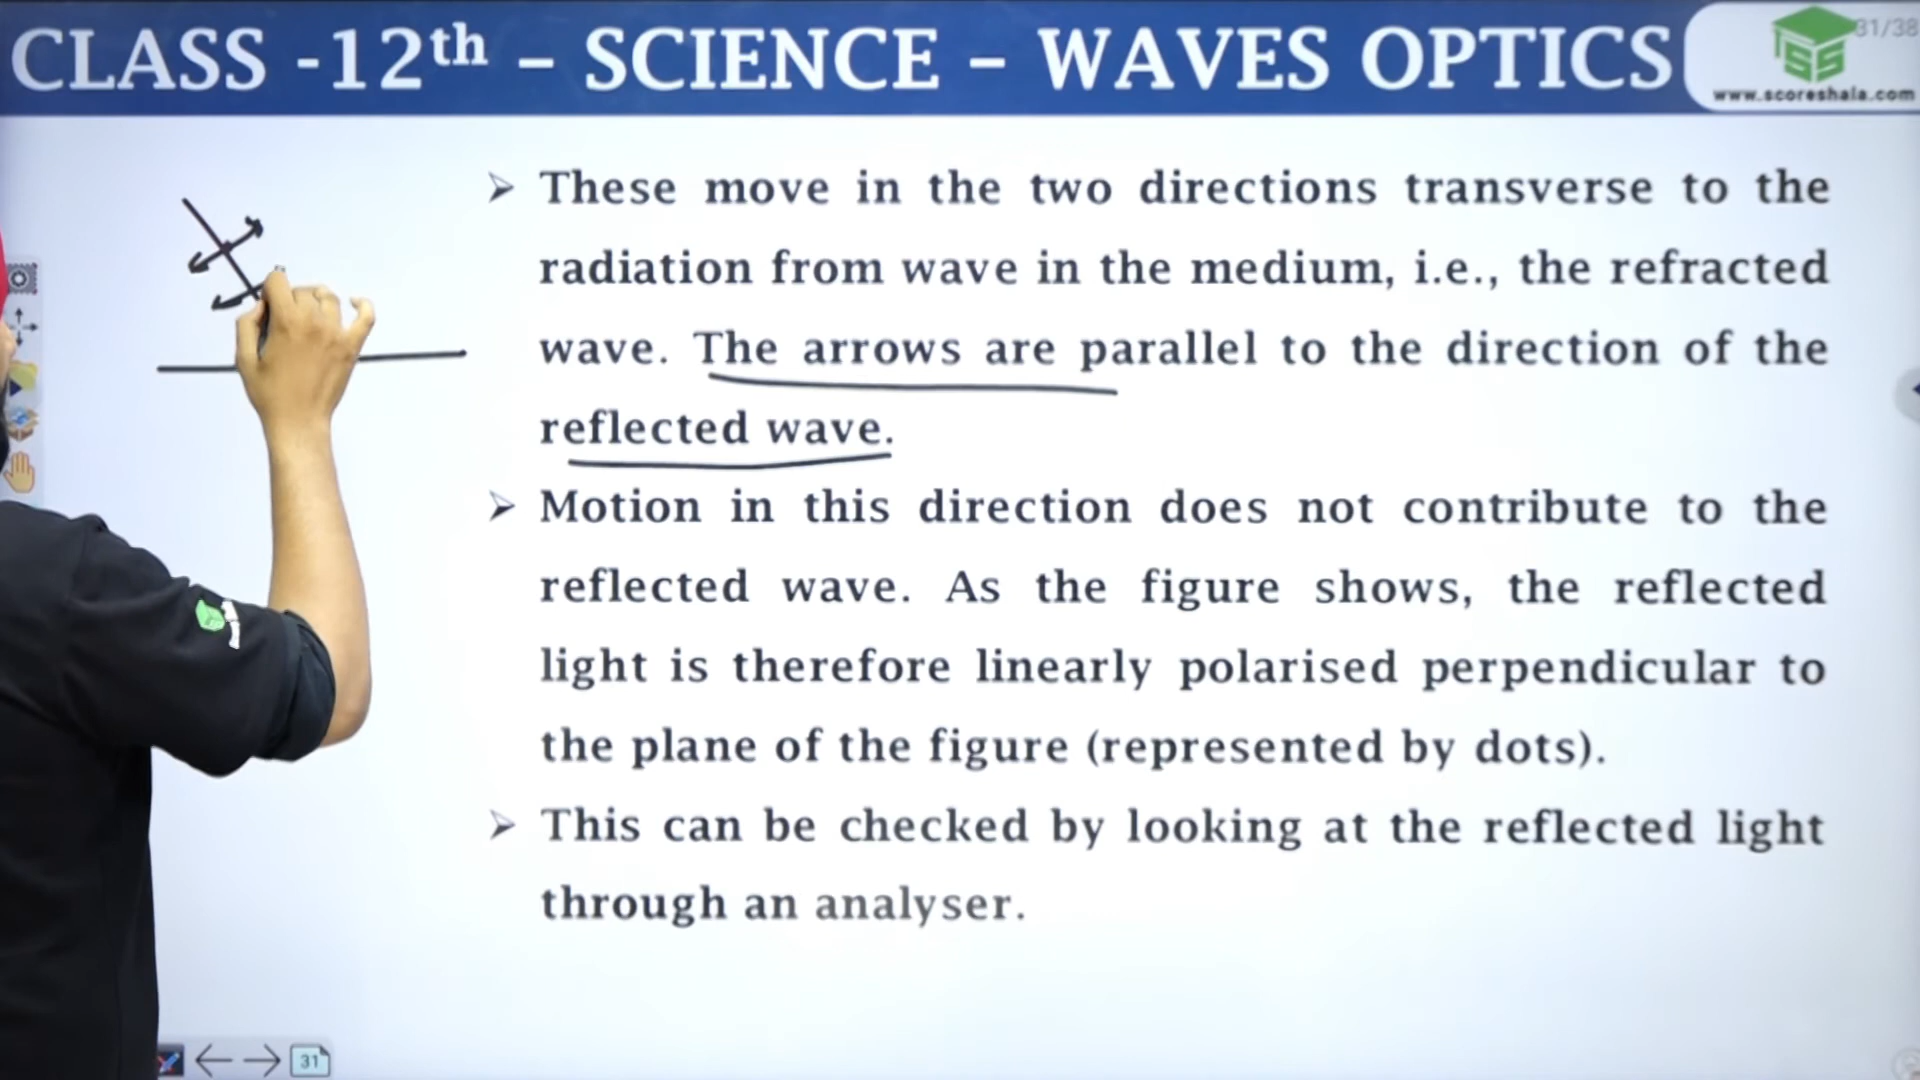 CLASS -12th – SCIENCE – WAVES OPTICS
31/38
www.scoreshala.com
➢ These move in the two directions transverse to the
radiation from wave in the medium, i.e., the refracted
wave. The arrows are parallel to the direction of the
reflected wave.
➢ Motion in this direction does not contribute to the
reflected wave. As the figure shows, the reflected
light is therefore linearly polarised perpendicular to
the plane of the figure (represented by dots).
➢ This can be checked by looking at the reflected light
through an analyser.
31